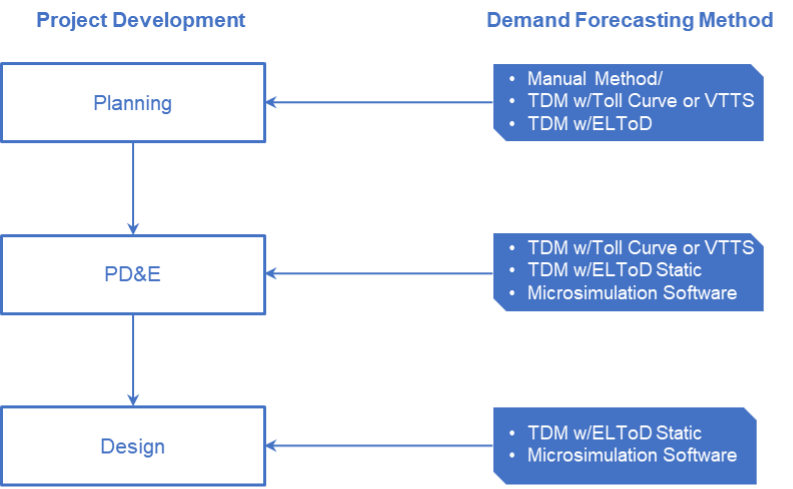 Project Development
Demand Forecasting Method
Planning
• Manual Method/
• TDM w/Toll Curve or VTTS
• TDM w/ELToD
PD&E
• TDM w/Toll Curve or VTTS
• TDM w/ELToD Static
• Microsimulation Software
Design
• TDM w/ELToD Static
• Microsimulation Software